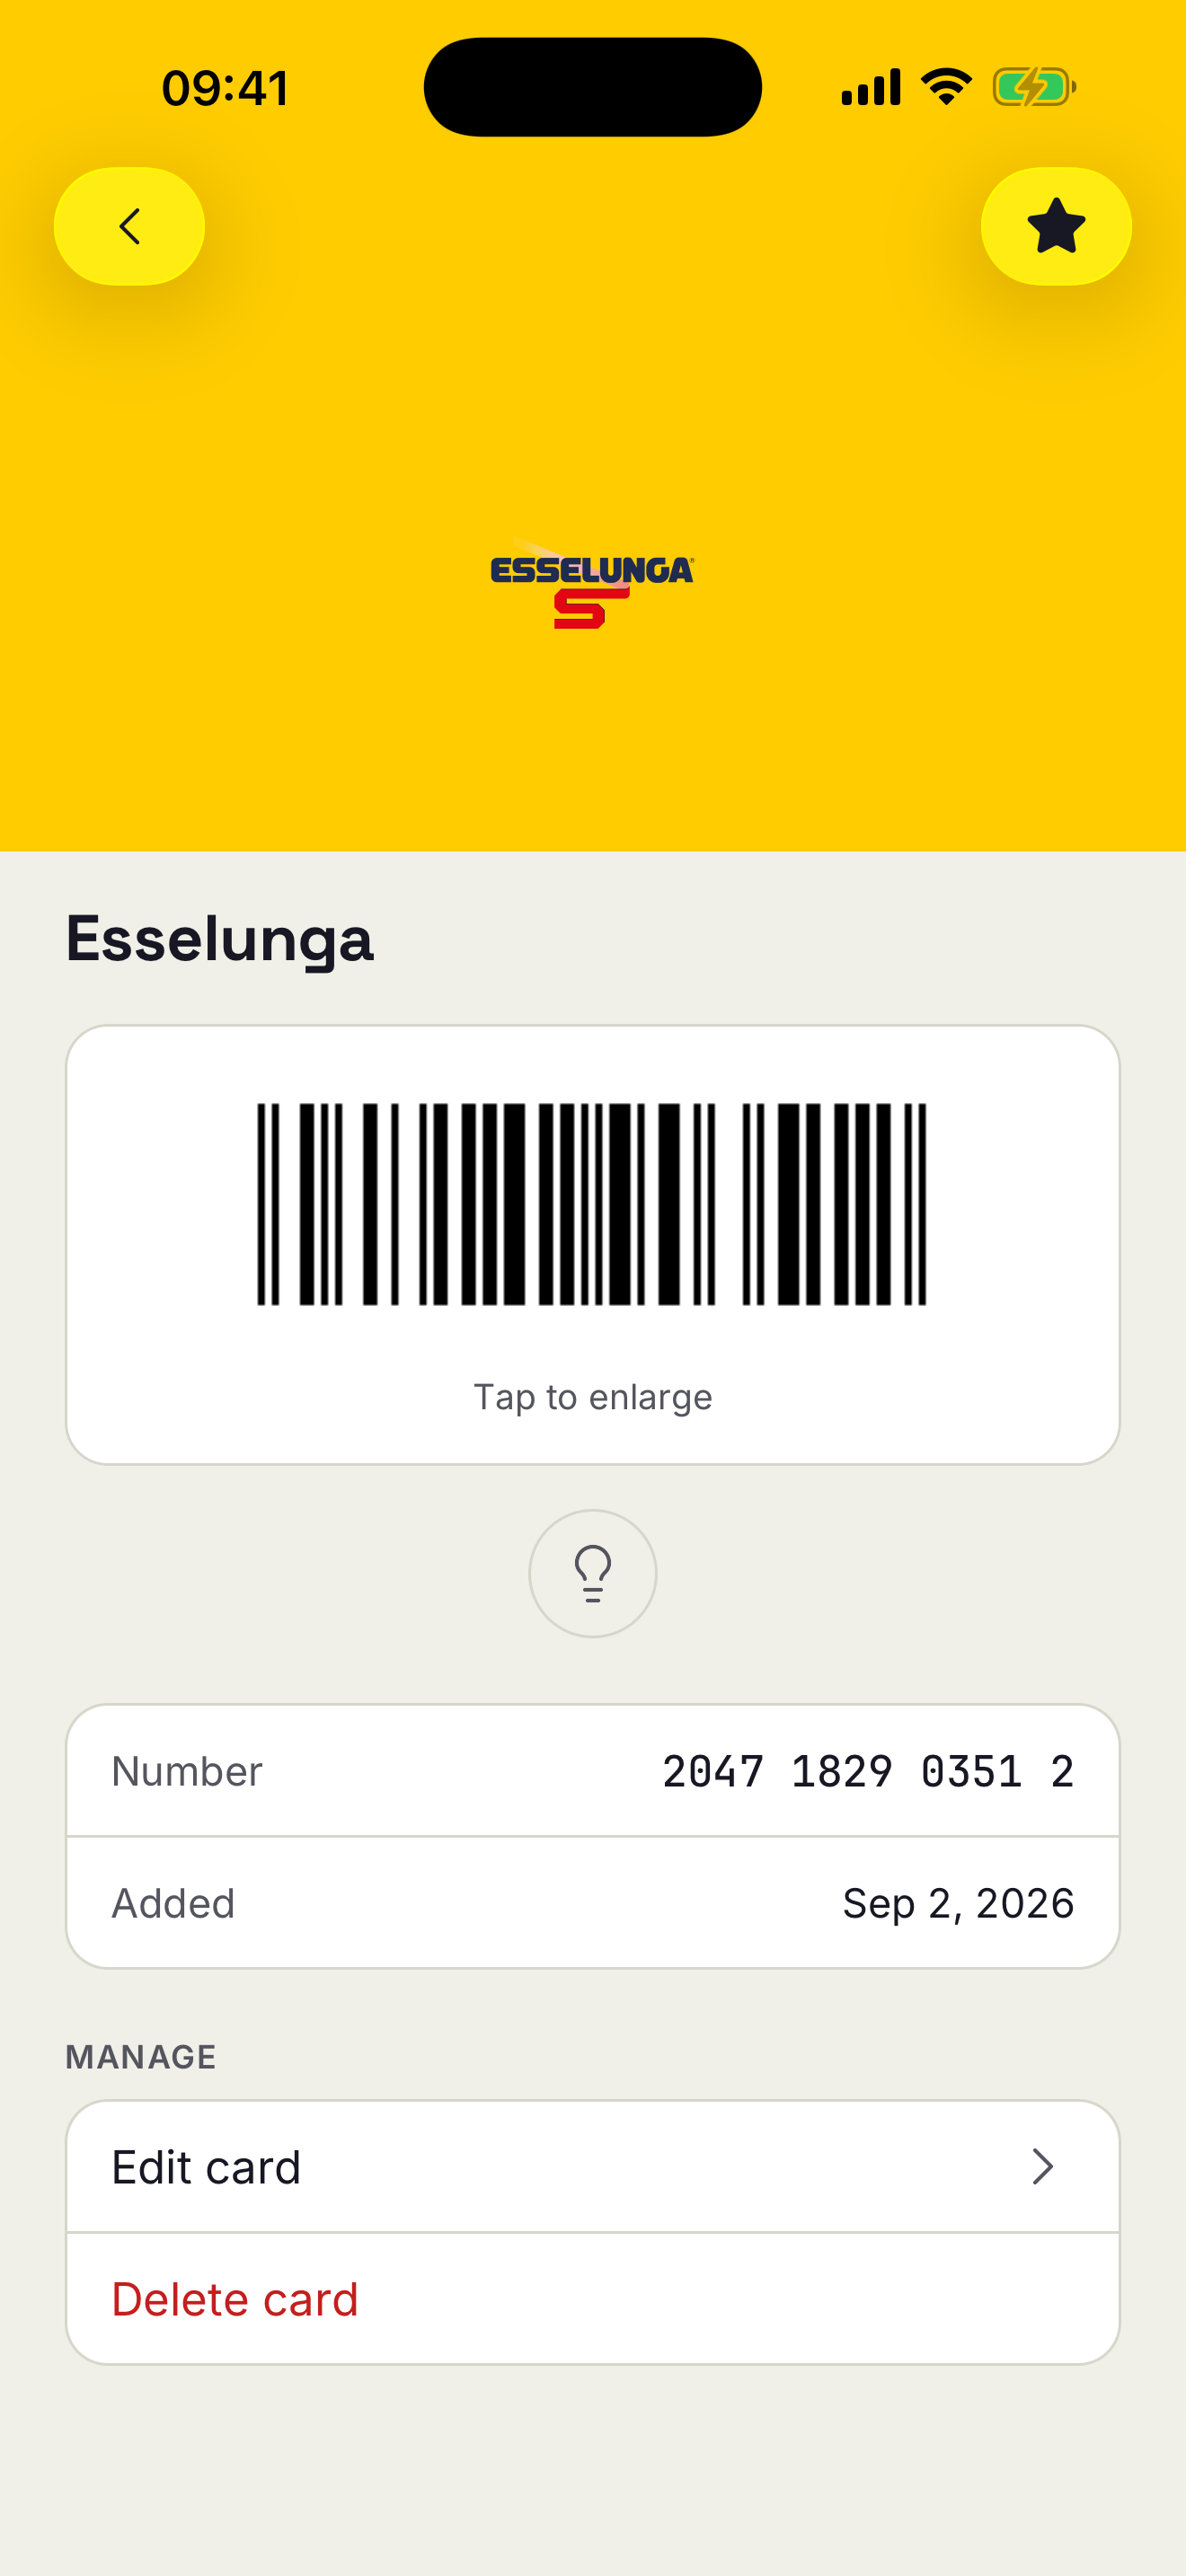 09:41
ESSELUNGA®
S
Esselunga
Tap to enlarge
Number 2047 1829 0351 2
Added Sep 2, 2026
MANAGE
Edit card
Delete card